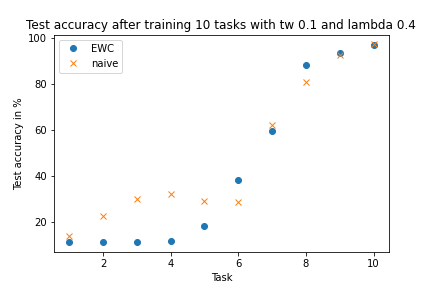 Test accuracy after training 10 tasks with tw 0.1 and lambda 0.4
EWC
naive
Test accuracy in %
100
80
60
40
20
2
4
6
8
10
Task